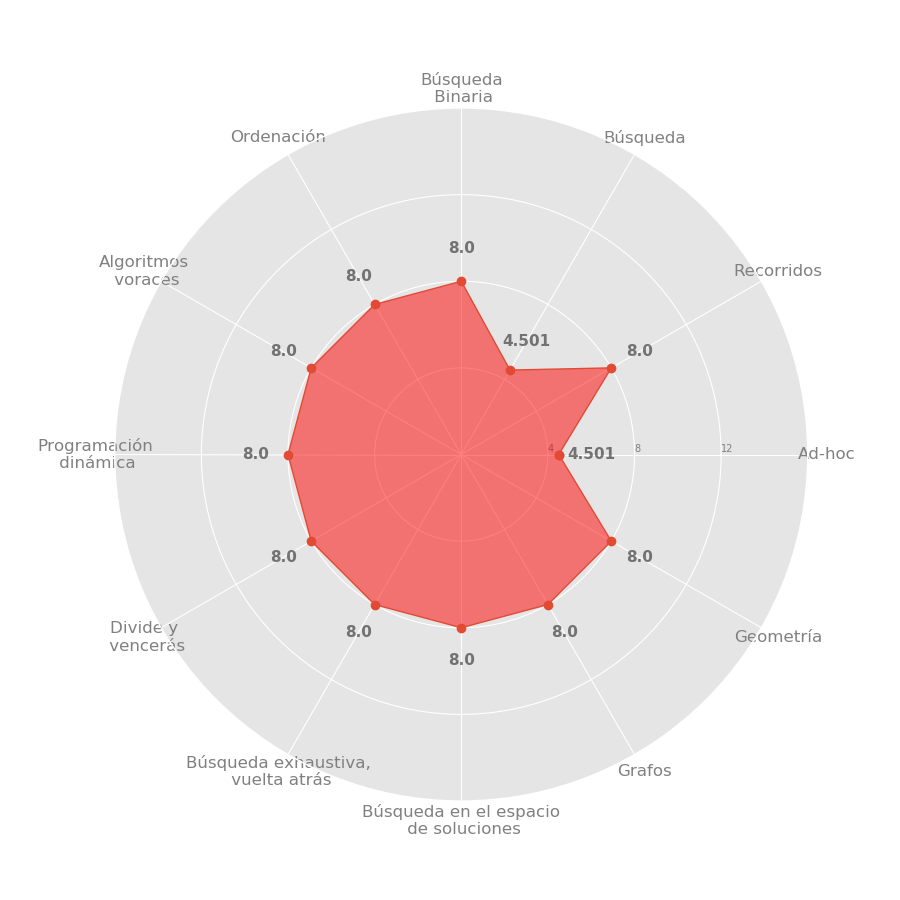 Búsqueda
Binaria
Ordenación
Búsqueda
8.0
Algoritmos
voraces
8.0
Recorridos
4.501
8.0
8.0
Programación
dinámica
8.0
4
4.501
8
12
Ad-hoc
8.0
8.0
Divide y
vencerás
8.0
8.0
8.0
Geometría
Búsqueda exhaustiva,
vuelta atrás
Grafos
Búsqueda en el espacio
de soluciones